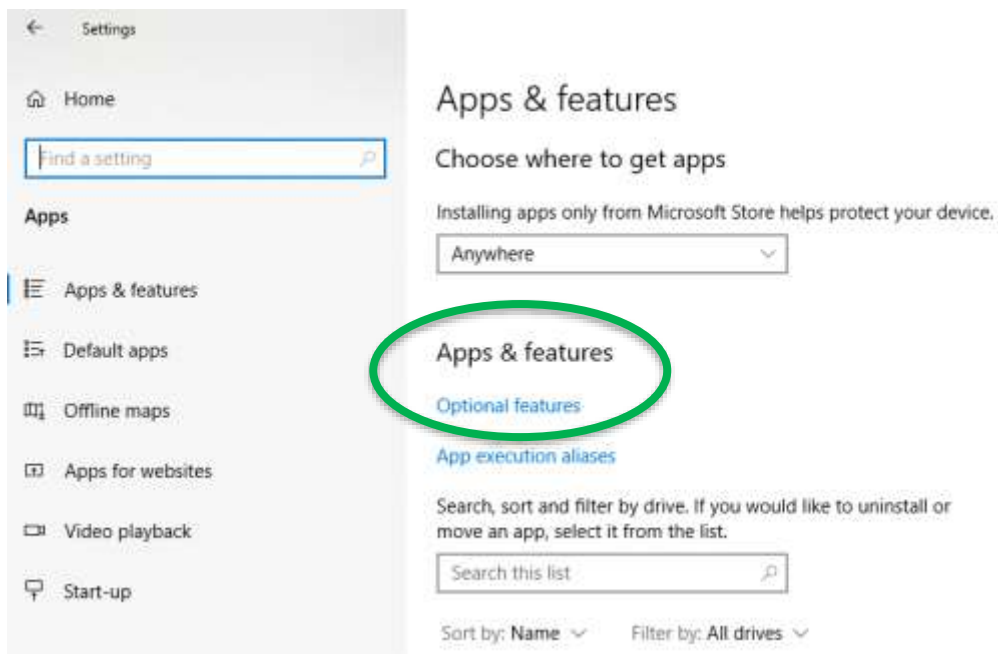 Settings
Home
Find a setting
Apps
Apps & features
Default apps
Offline maps
Apps for websites
Video playback
Start-up
Apps & features
Choose where to get apps
Installing apps only from Microsoft Store helps protect your device.
Anywhere
Apps & features
Optional features
App execution aliases
Search, sort and filter by drive. If you would like to uninstall or
move an app, select it from the list.
Search this list
Sort by: Name Filter by: All drives